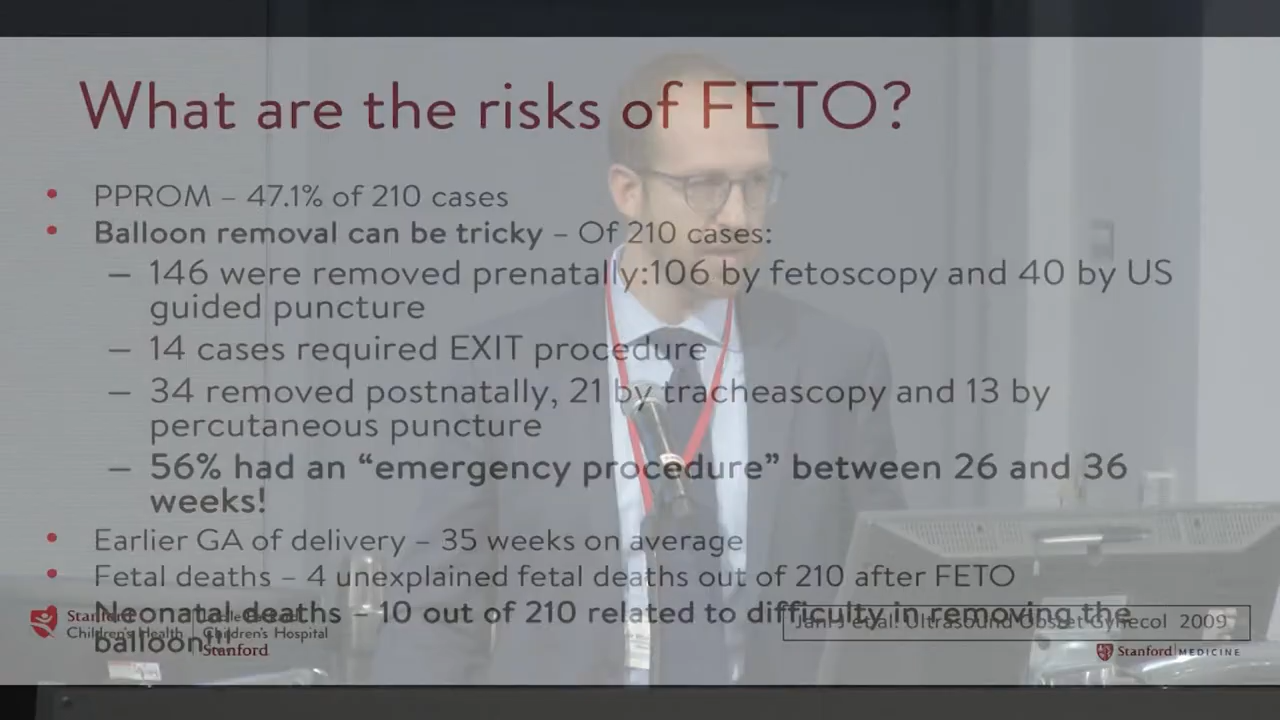 What are the risks of FETO?
• PPROM – 47.1% of 210 cases
• Balloon removal can be tricky – Of 210 cases:
– 146 were removed prenatally:106 by fetoscopy and 40 by US
guided puncture
– 14 cases required EXIT procedure
– 34 removed postnatally, 21 by tracheascopy and 13 by
percutaneous puncture
– 56% had an “emergency procedure” between 26 and 36
weeks!
• Earlier GA of delivery – 35 weeks on average
• Fetal deaths – 4 unexplained fetal deaths out of 210 after FETO
• Neonatal deaths – 10 out of 210 related to difficulty in removing the
balloon!!!
Jani J et al. Ultrasound Obstet Gynecol 2009
Stanford
Children's Health
Children's Hospital
Stanford
Stanford MEDICINE